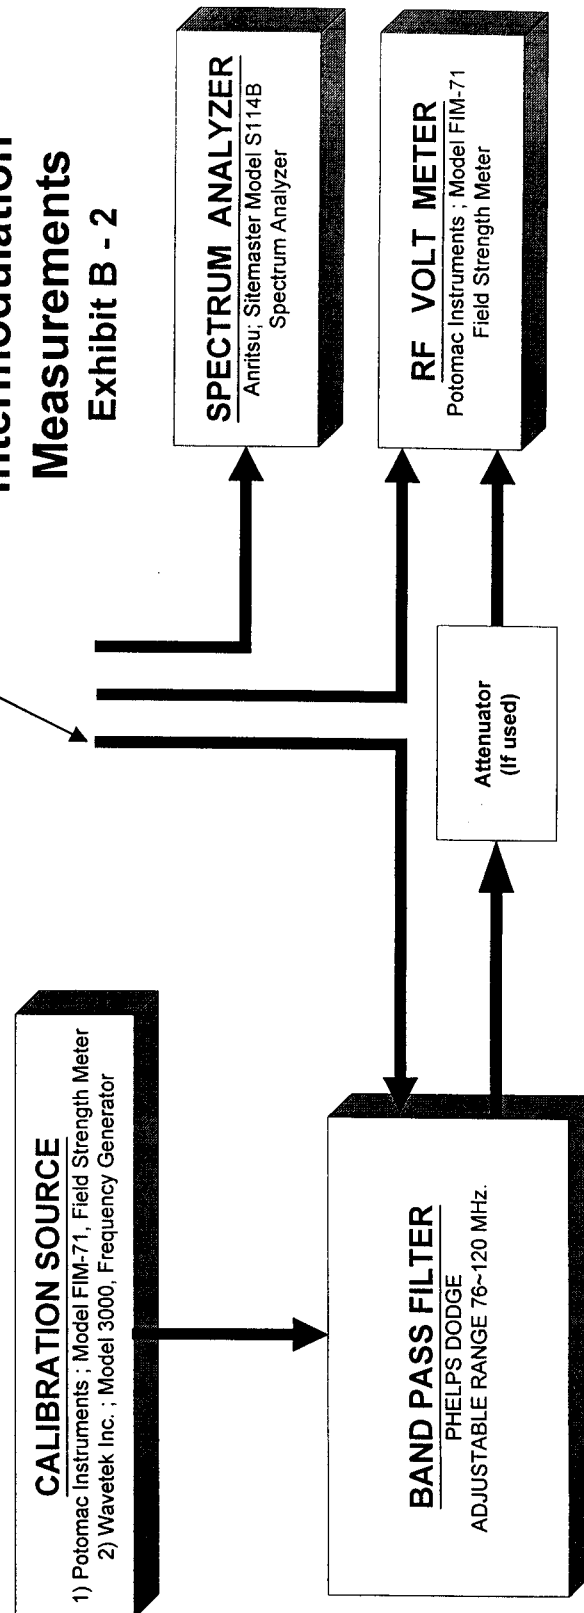 Intermodulation
Measurements
Exhibit B - 2
SPECTRUM ANALYZER
Anritsu; Sitemaster Model S114B
Spectrum Analyzer
RF VOLT METER
Potomac Instruments ; Model FIM-71
Field Strength Meter
Attenuator
(If used)
CALIBRATION SOURCE
1) Potomac Instruments ; Model FIM-71, Field Strength Meter
2) Wavetek Inc. ; Model 3000, Frequency Generator
BAND PASS FILTER
PHELPS DODGE
ADJUSTABLE RANGE 76~120 MHz.